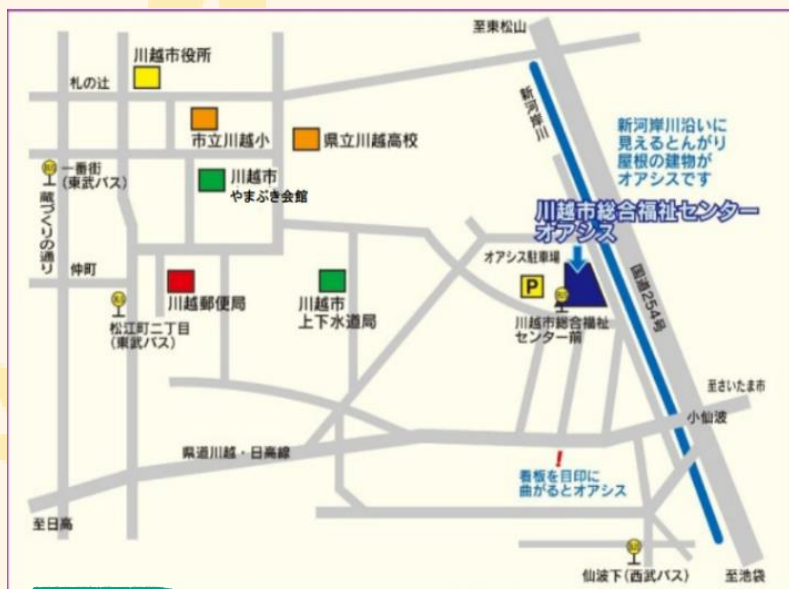 至東松山
川越市役所
札の辻
新河岸川
市立川越小
県立川越高校
新河岸川沿いに
見えるとんがり
屋根の建物が
オアシスです
一番街
(東武バス)
川越市
やまぶき会館
蔵づくりの通り
川越市総合福祉センター
オアシス
仲町
オアシス駐車場
P
国道254号
川越郵便局
川越市
上下水道局
川越市総合福祉
センター前
松江町二丁目
(東武バス)
至さいたま市
小仙波
県道川越・日高線
!
看板を目印に
曲がるとオアシス
至日高
仙波下(西武バス)
至池袋